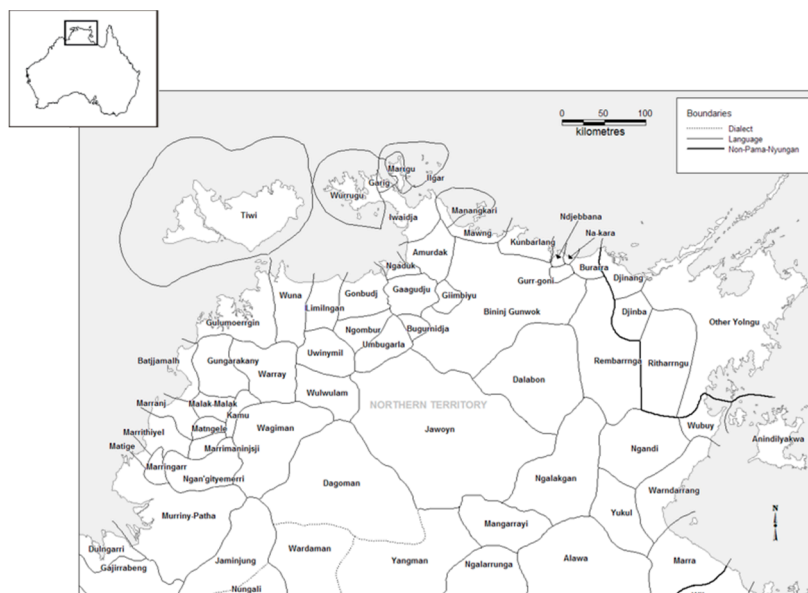 0 50 100
kilometres
Boundaries
Dialect
Language
Non-Pama-Nyungan
Tiwi
Wurrugu
Garig
Marrgu
Ilgar
Iwaidja
Manangkari
Mawng
Amurdak
Kunbarlang
Ndjebbana
Na-kara
Gurr-goni
Burarra
Djinang
Djinba
Ngaduk
Gaagudju
Giimbiyu
Bininj Gunwok
Wuna
Limilngan
Gonbudj
Gulumoerrgin
Ngombur
Bugurnidja
Umbugarla
Other Yolngu
Batjjamalh
Gungarakany
Warray
Uwinymil
Rembarrnga
Ritharrngu
Dalabon
Wulwulam
NORTHERN TERRITORY
Marranj
Malak-Malak
Kamu
Matngele
Wagiman
Jawoyn
Wubuy
Anindilyakwa
Marrithiyel
Matige
Marrimaninjsji
Marringarr
Ngan'gityemerri
Ngandi
Dagoman
Ngalakgan
Warndarrang
Murriny-Patha
Yukul
N
Mangarrayi
Duingarri
Gajirrabeng
Jaminjung
Wardaman
Yangman
Ngalarrunga
Alawa
Marra
Nungali